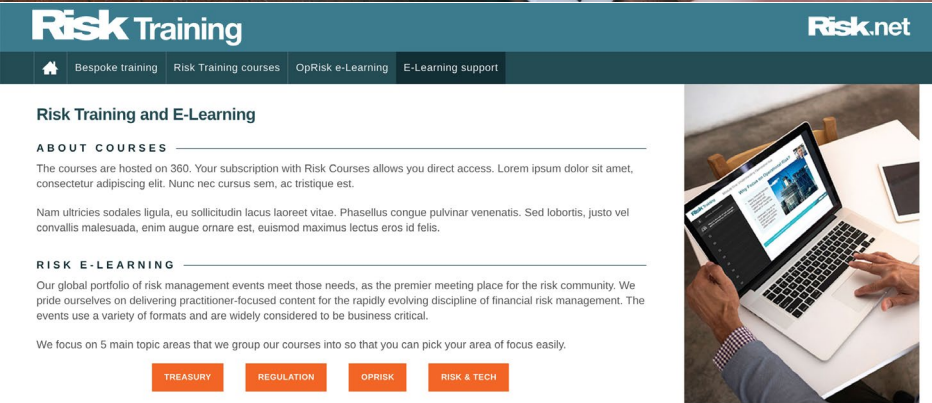 Risk Training
Risk.net
Bespoke training
Risk Training courses
OpRisk e-Learning
E-Learning support
Risk Training and E-Learning
ABOUT COURSES
The courses are hosted on 360. Your subscription with Risk Courses allows you direct access. Lorem ipsum dolor sit amet,
consectetur adipiscing elit. Nunc nec cursus sem, ac tristique est.
Nam ultricies sodales ligula, eu sollicitudin lacus laoreet vitae. Phasellus congue pulvinar venenatis. Sed lobortis, justo vel
convallis malesuada, enim augue ornare est, euismod maximus lectus eros id felis.
RISK E-LEARNING
Our global portfolio of risk management events meet those needs, as the premier meeting place for the risk community. We
pride ourselves on delivering practitioner-focused content for the rapidly evolving discipline of financial risk management. The
events use a variety of formats and are widely considered to be business critical.
We focus on 5 main topic areas that we group our courses into so that you can pick your area of focus easily.
TREASURY
REGULATION
OPRISK
RISK & TECH
Risk Training
Why Focus on Operational Risk?